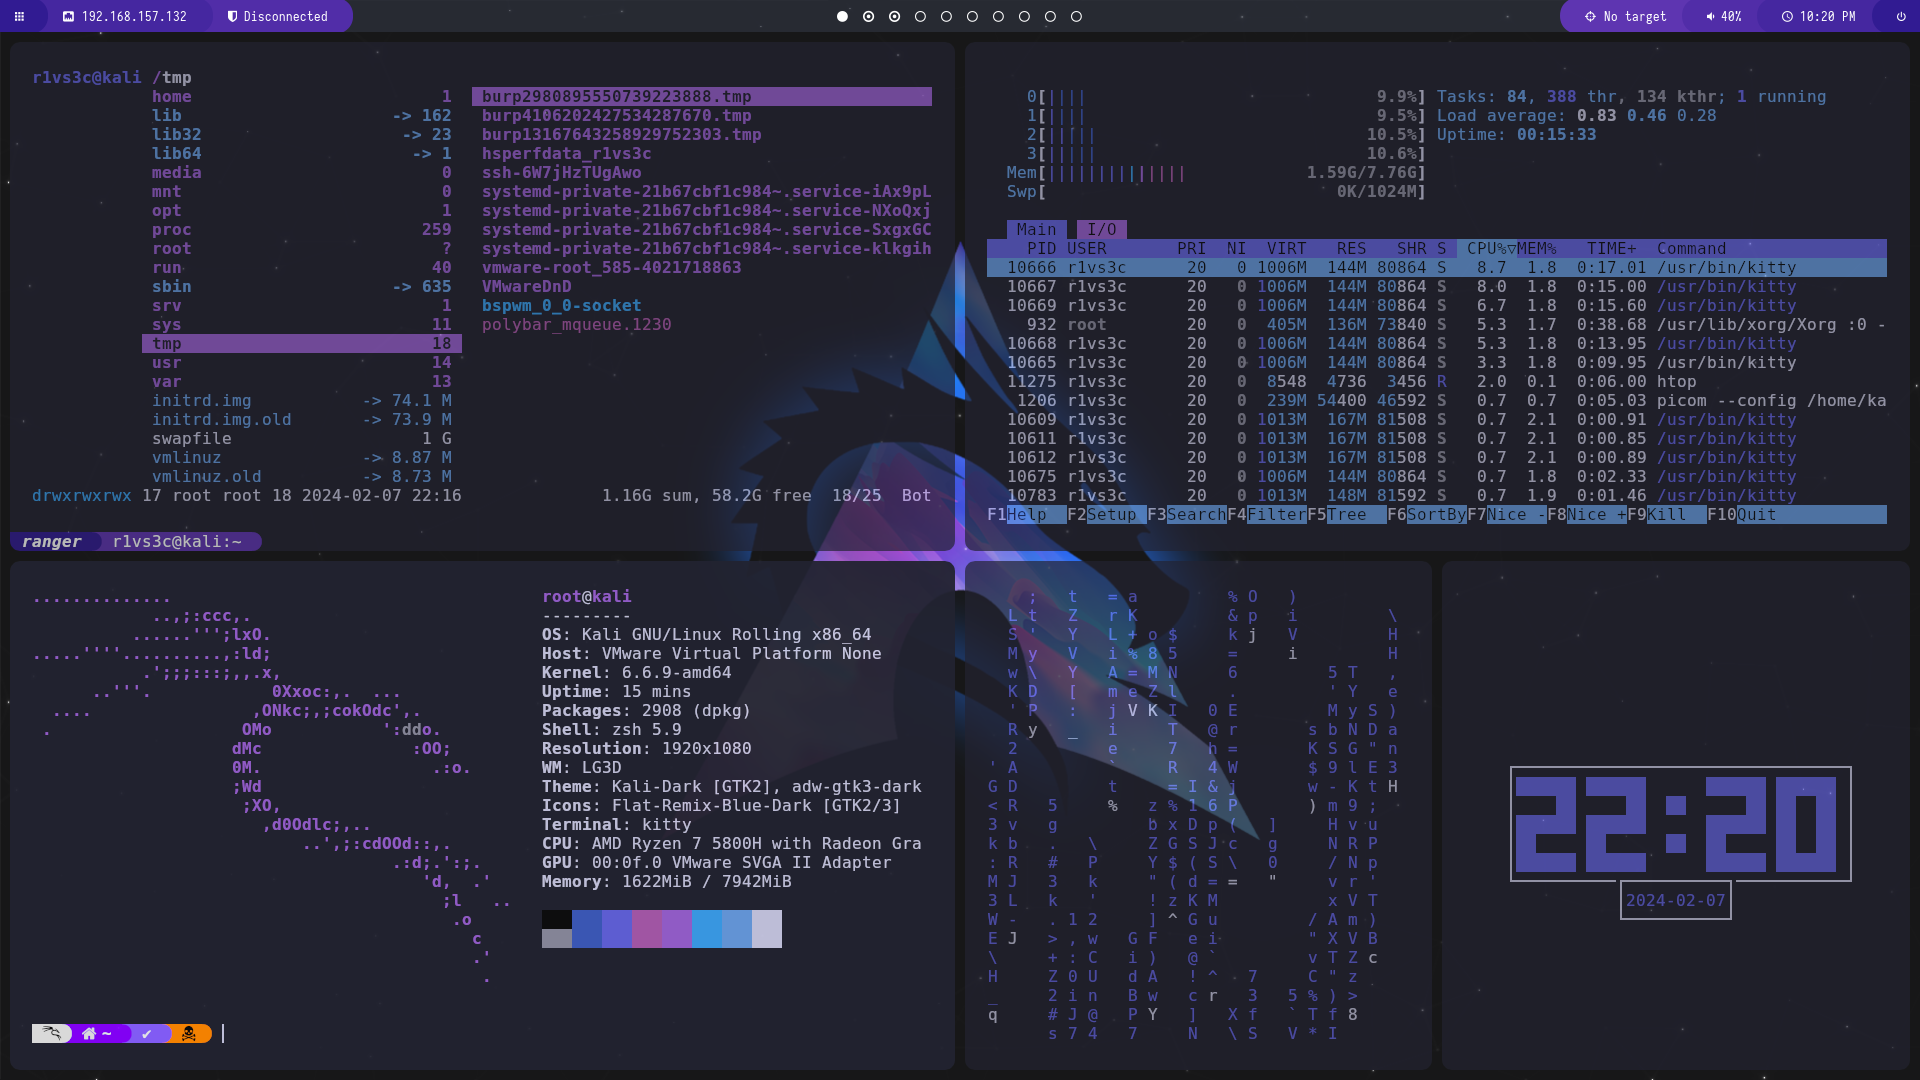 192.168.157.132 Disconnected No target 40% 10:20 PM
r1vs3c@kali /tmp
home 1 burp2980895550739223888.tmp
lib -> 162 burp4106202427534287670.tmp
lib32 -> 23 burp13167643258929752303.tmp
lib64 -> 1 hsperfdata_r1vs3c
media 0 ssh-6W7jHzTUgAwo
mnt 0 systemd-private-21b67cbf1c984~.service-iAx9pL
opt 1 systemd-private-21b67cbf1c984~.service-NXoQxj
proc 259 systemd-private-21b67cbf1c984~.service-SxgxGC
root ? systemd-private-21b67cbf1c984~.service-klkgih
run 40 vmware-root_585-4021718863
sbin -> 635 VMwareDnD
srv 1 bspwm_0_0-socket
sys 11 polybar_mqueue.1230
tmp 18
usr 14
var 13
initrd.img -> 74.1 M
initrd.img.old -> 73.9 M
swapfile 1 G
vmlinuz -> 8.87 M
vmlinuz.old -> 8.73 M
drwxrwxrwx 17 root root 18 2024-02-07 22:16 1.16G sum, 58.2G free 18/25 Bot
ranger r1vs3c@kali:~
0[|||| 9.9%] Tasks: 84, 388 thr, 134 kthr; 1 running
1[|||| 9.5%] Load average: 0.83 0.46 0.28
2[||||| 10.5%] Uptime: 00:15:33
3[||||| 10.6%]
Mem[|||||||||||||| 1.59G/7.76G]
Swp[ 0K/1024M]
Main I/O
PID USER PRI NI VIRT RES SHR S CPU%▽MEM% TIME+ Command
10666 r1vs3c 20 0 1006M 144M 80864 S 8.7 1.8 0:17.01 /usr/bin/kitty
10667 r1vs3c 20 0 1006M 144M 80864 S 8.0 1.8 0:15.00 /usr/bin/kitty
10669 r1vs3c 20 0 1006M 144M 80864 S 6.7 1.8 0:15.60 /usr/bin/kitty
932 root 20 0 405M 136M 73840 S 5.3 1.7 0:38.68 /usr/lib/xorg/Xorg :0 -
10668 r1vs3c 20 0 1006M 144M 80864 S 5.3 1.8 0:13.95 /usr/bin/kitty
10665 r1vs3c 20 0 1006M 144M 80864 S 3.3 1.8 0:09.95 /usr/bin/kitty
11275 r1vs3c 20 0 8548 4736 3456 R 2.0 0.1 0:06.00 htop
1206 r1vs3c 20 0 239M 54400 46592 S 0.7 0.7 0:05.03 picom --config /home/ka
10609 r1vs3c 20 0 1013M 167M 81508 S 0.7 2.1 0:00.91 /usr/bin/kitty
10611 r1vs3c 20 0 1013M 167M 81508 S 0.7 2.1 0:00.85 /usr/bin/kitty
10612 r1vs3c 20 0 1013M 167M 81508 S 0.7 2.1 0:00.89 /usr/bin/kitty
10675 r1vs3c 20 0 1006M 144M 80864 S 0.7 1.8 0:02.33 /usr/bin/kitty
10783 r1vs3c 20 0 1013M 148M 81592 S 0.7 1.9 0:01.46 /usr/bin/kitty
F1Help F2Setup F3SearchF4FilterF5Tree F6SortByF7Nice -F8Nice +F9Kill F10Quit
root@kali
---------
OS: Kali GNU/Linux Rolling x86_64
Host: VMware Virtual Platform None
Kernel: 6.6.9-amd64
Uptime: 15 mins
Packages: 2908 (dpkg)
Shell: zsh 5.9
Resolution: 1920x1080
WM: LG3D
Theme: Kali-Dark [GTK2], adw-gtk3-dark
Icons: Flat-Remix-Blue-Dark [GTK2/3]
Terminal: kitty
CPU: AMD Ryzen 7 5800H with Radeon Gra
GPU: 00:0f.0 VMware SVGA II Adapter
Memory: 1622MiB / 7942MiB
~ ✓
22:20
2024-02-07